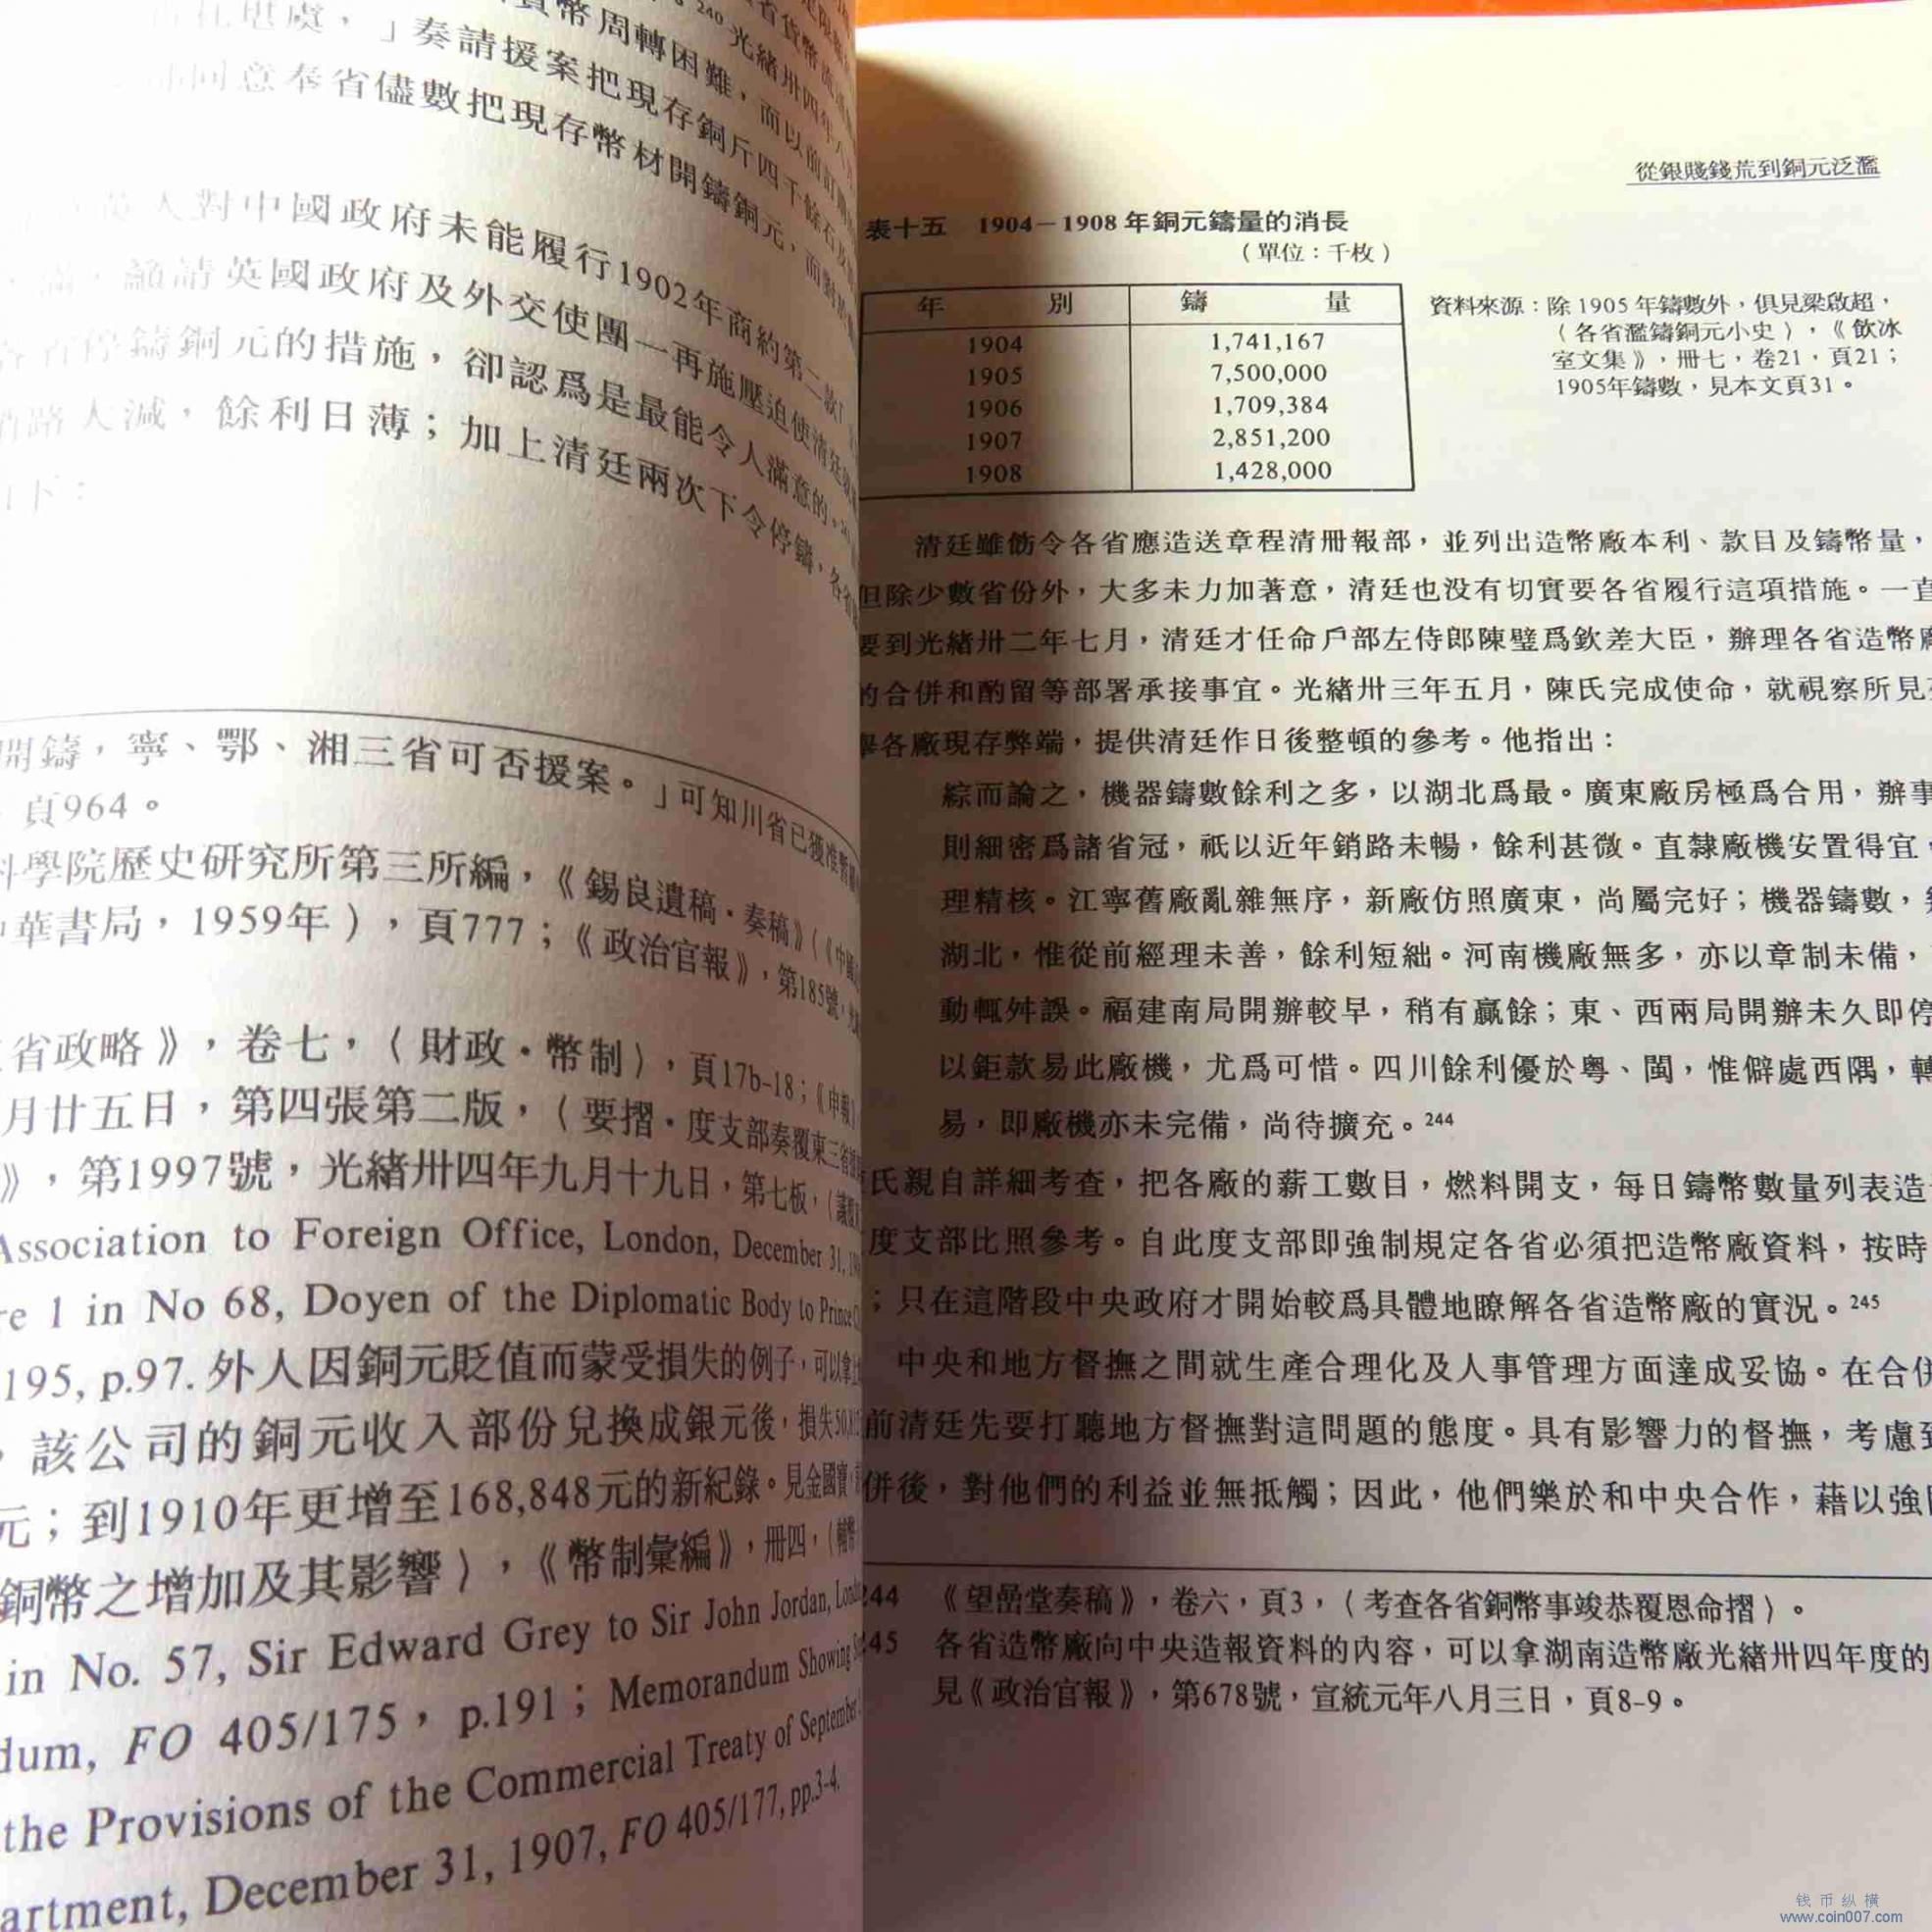 奏請援案把現存銅斤四千餘石及
同意奉省儘數把現存幣材開鑄銅元，而對
人對中國政府未能履行1902年商約第二款
籲請英國政府及外交使團一再施壓迫使清廷
停鑄銅元的措施，卻認爲是最能令人滿意的。
銷路大減，餘利日薄；加上清廷兩次下令停鑄，各省
下：
開鑄，寧、鄂、湘三省可否援案。」可知川省已獲准暫
頁964。
科學院歷史研究所第三所編，《錫良遺稿·奏稿》（《中國
中華書局，1959年），頁777；《政治官報》，第185號，
省政略》，卷七，〈財政·幣制〉，頁17b-18；《申報》
月廿五日，第四張第二版，〈要摺·度支部奏覆東三省
》，第1997號，光緒卅四年九月十九日，第七板，
Association to Foreign Office, London, December 31,
re 1 in No 68, Doyen of the Diplomatic Body to Prince
195, p.97. 外人因銅元貶值而蒙受損失的例子，可以拿
，該公司的銅元收入部份兌換成銀元後，損失
元；到1910年更增至168,848元的新紀錄。見金國寶，
銅幣之增加及其影響〉，《幣制彙編》，冊四，
in No. 57, Sir Edward Grey to Sir John Jordan,
dum, FO 405/175，p.191；Memorandum Showing
the Provisions of the Commercial Treaty of September
artment, December 31, 1907, FO 405/177, pp.3-4.
從銀賤錢荒到銅元泛濫
表十五 1904－1908年銅元鑄量的消長
（單位：千枚）
年別 鑄量
1904 1,741,167
1905 7,500,000
1906 1,709,384
1907 2,851,200
1908 1,428,000
資料來源：除1905年鑄數外，俱見梁啟超，
〈各省濫鑄銅元小史〉，《飲冰
室文集》，冊七，卷21，頁21；
1905年鑄數，見本文頁31。
清廷雖飭令各省應造送章程清冊報部，並列出造幣廠本利、款目及鑄幣量，
但除少數省份外，大多未力加著意，清廷也没有切實要各省履行這項措施。一直
要到光緒卅二年七月，清廷才任命戶部左侍郎陳璧爲欽差大臣，辦理各省造幣廠
的合併和酌留等部署承接事宜。光緒卅三年五月，陳氏完成使命，就視察所見
舉各廠現存弊端，提供清廷作日後整頓的參考。他指出：
綜而論之，機器鑄數餘利之多，以湖北爲最。廣東廠房極爲合用，辦事
則細密爲諸省冠，祇以近年銷路未暢，餘利甚微。直隸廠機安置得宜，
理精核。江寧舊廠亂雜無序，新廠仿照廣東，尚屬完好；機器鑄數，
湖北，惟從前經理未善，餘利短絀。河南機廠無多，亦以章制未備，
動輒舛誤。福建南局開辦較早，稍有贏餘；東、西兩局開辦未久即停
以鉅款易此廠機，尤爲可惜。四川餘利優於粵、閩，惟僻處西隅，轉
易，即廠機亦未完備，尚待擴充。244
氏親自詳細考查，把各廠的薪工數目，燃料開支，每日鑄幣數量列表造
度支部比照參考。自此度支部即強制規定各省必須把造幣廠資料，按時
；只在這階段中央政府才開始較爲具體地瞭解各省造幣廠的實況。245
中央和地方督撫之間就生產合理化及人事管理方面達成妥協。在合併
前清廷先要打聽地方督撫對這問題的態度。具有影響力的督撫，考慮到
併後，對他們的利益並無抵觸；因此，他們樂於和中央合作，藉以強
244 《望嵒堂奏稿》，卷六，頁3，〈考查各省銅幣事竣恭覆恩命摺〉。
245 各省造幣廠向中央造報資料的內容，可以拿湖南造幣廠光緒卅四年度的
見《政治官報》，第678號，宣統元年八月三日，頁8-9。
钱币纵横
www.coin007.com